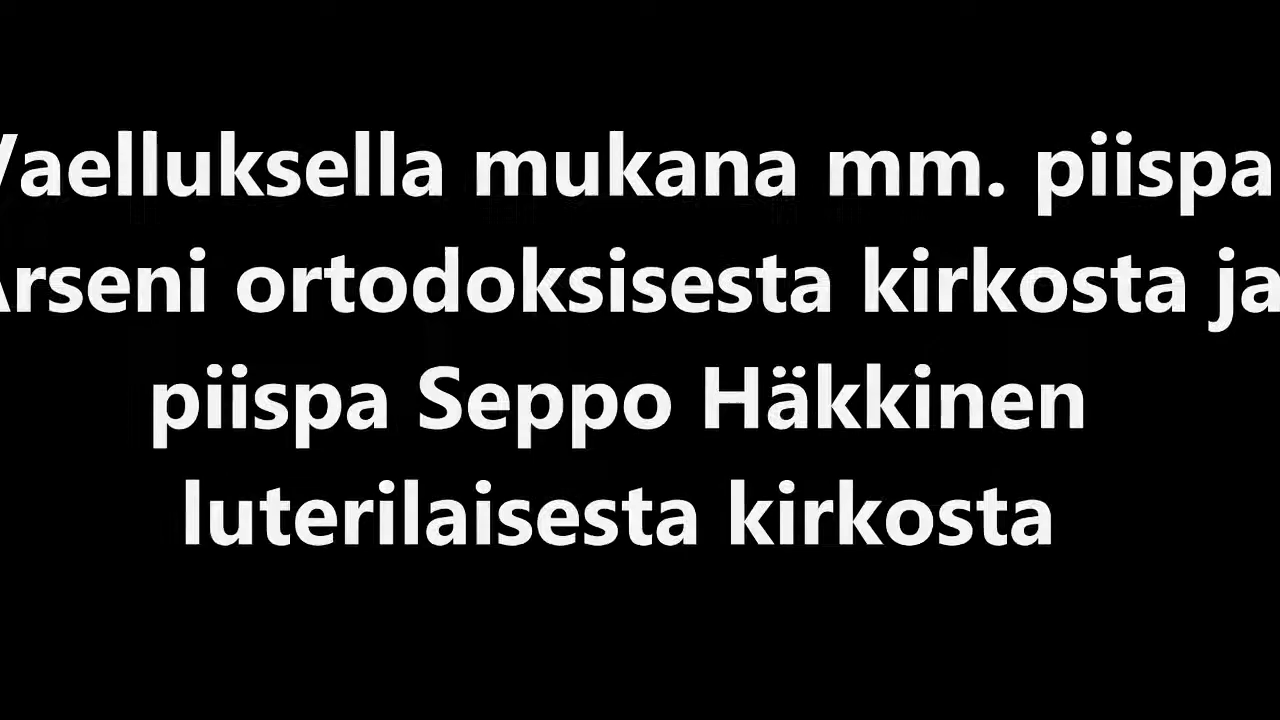 Vaelluksella mukana mm. piispa
Arseni ortodoksisesta kirkosta ja
piispa Seppo Häkkinen
luterilaisesta kirkosta